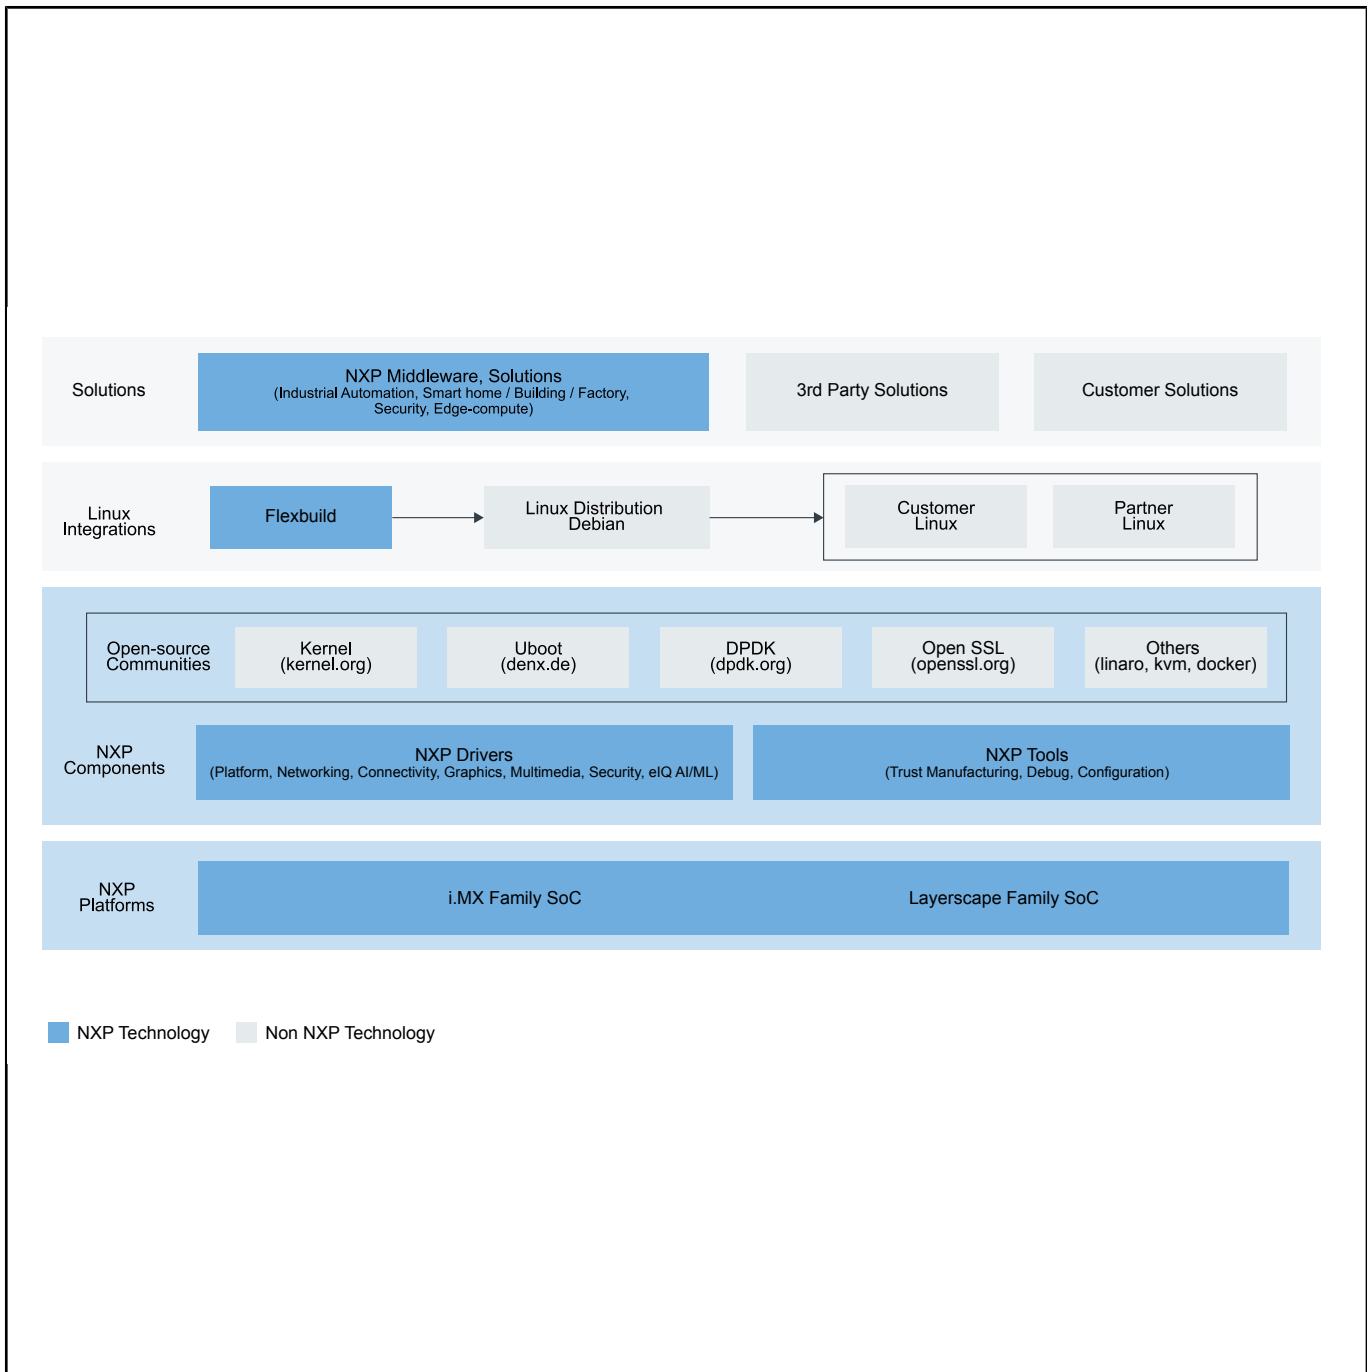 Solutions
NXP Middleware, Solutions
(Industrial Automation, Smart home / Building / Factory,
Security, Edge-compute)
3rd Party Solutions
Customer Solutions
Linux
Integrations
Flexbuild
Linux Distribution
Debian
Customer
Linux
Partner
Linux
Open-source
Communities
Kernel
(kernel.org)
Uboot
(denx.de)
DPDK
(dpdk.org)
Open SSL
(openssl.org)
Others
(linaro, kvm, docker)
NXP
Components
NXP Drivers
(Platform, Networking, Connectivity, Graphics, Multimedia, Security, eIQ AI/ML)
NXP Tools
(Trust Manufacturing, Debug, Configuration)
NXP
Platforms
i.MX Family SoC
Layerscape Family SoC
NXP Technology
Non NXP Technology